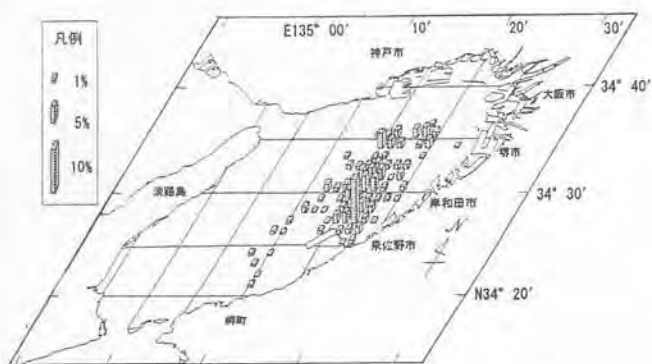 凡例
1%
5%
10%
E135° 00′
10′
20′
30′
神戸市
大阪市
34° 40′
堺市
淡路島
34° 30′
岸和田市
泉佐野市
N34° 20′
岬町